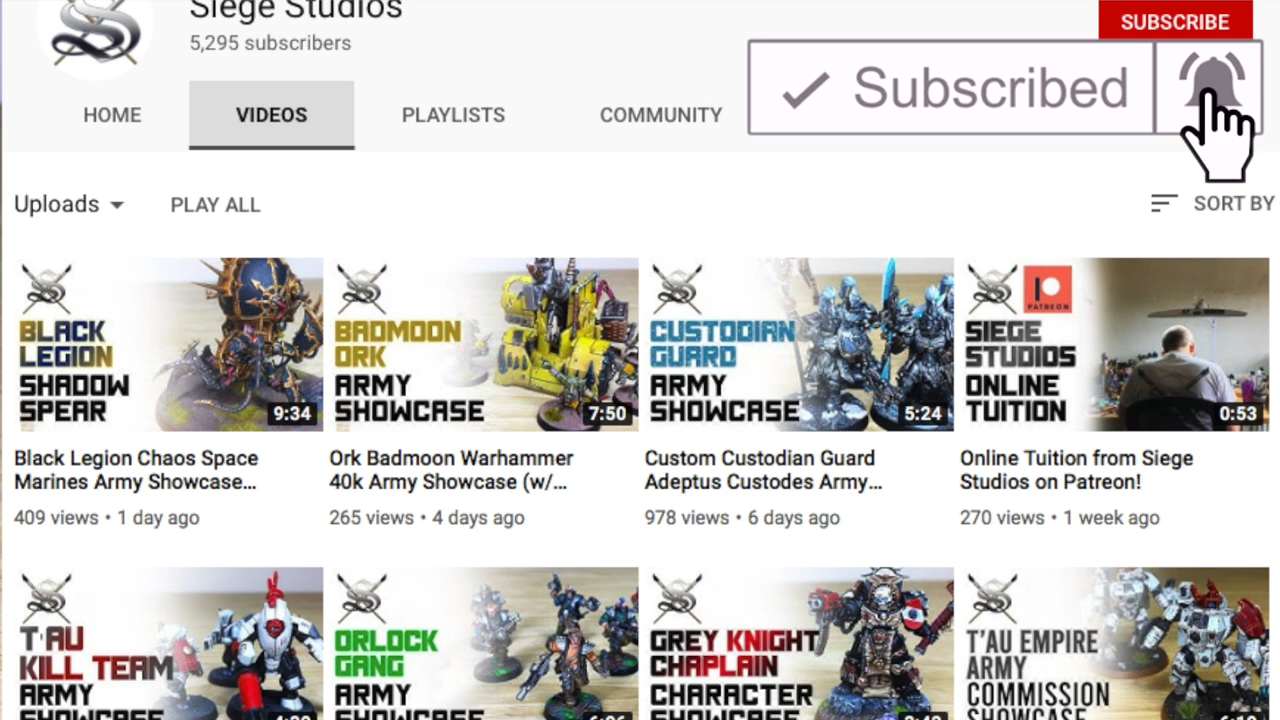 Siege Studios
5,295 subscribers
SUBSCRIBE
Subscribed
HOME
VIDEOS
PLAYLISTS
COMMUNITY
Uploads
PLAY ALL
SORT BY
BLACK
LEGION
SHADOW
SPEAR
9:34
BADMOON
ORK
ARMY
SHOWCASE
7:50
CUSTODIAN
GUARD
ARMY
SHOWCASE
5:24
PATREON
SIEGE
STUDIOS
ONLINE
TUITION
0:53
Black Legion Chaos Space
Marines Army Showcase...
409 views • 1 day ago
Ork Badmoon Warhammer
40k Army Showcase (w/...
265 views • 4 days ago
Custom Custodian Guard
Adeptus Custodes Army...
978 views • 6 days ago
Online Tuition from Siege
Studios on Patreon!
270 views • 1 week ago
T'AU
KILL TEAM
ARMY
SHOWCASE
ORLOCK
GANG
ARMY
SHOWCASE
GREY KNIGHT
CHAPLAIN
CHARACTER
T'AU EMPIRE
ARMY
COMMISSION
SHOWCASE